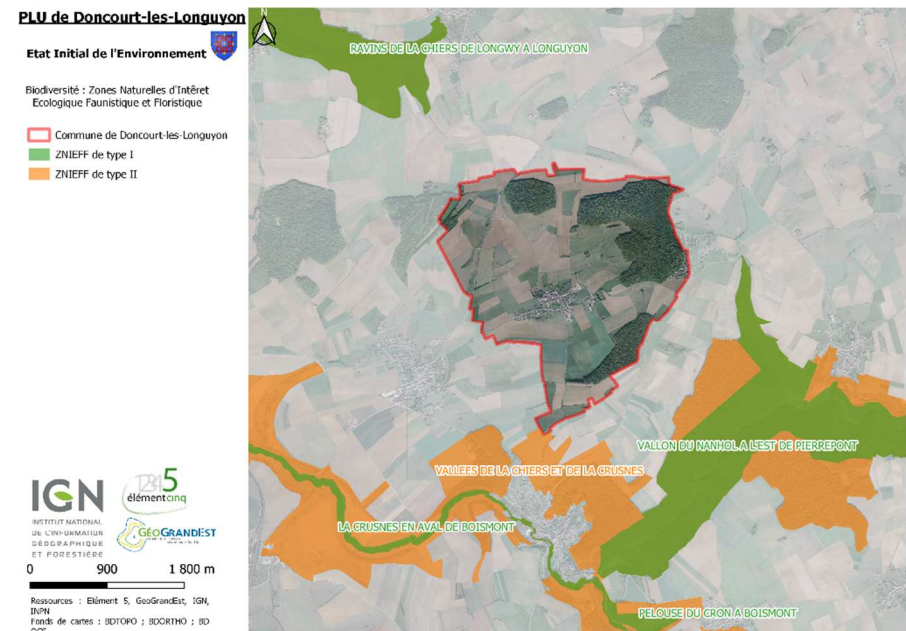 PLU de Doncourt-les-Longuyon
Etat Initial de l'Environnement
Biodiversité : Zones Naturelles d'Intêret
Ecologique Faunistique et Floristique
Commune de Doncourt-les-Longuyon
ZNIEFF de type I
ZNIEFF de type II
N
RAVINS DE LA CHIERS DE LONGWY A LONGUYON
VALLON DU NANHOL A L'EST DE PIERREPONT
VALLEES DE LA CHIERS ET DE LA CRUSNES
LA CRUSNES EN AVAL DE BOISMONT
PELOUSE DU CRON A BOISMONT
IGN
INSTITUT NATIONAL
DE L'INFORMATION
GÉOGRAPHIQUE
ET FORESTIÈRE
12345
élémentcinq
GÉOGRANDEST
0 900 1 800 m
Ressources : Elément 5, GeoGrandEst, IGN,
INPN
Fonds de cartes : BDTOPO ; BDORTHO ; BD